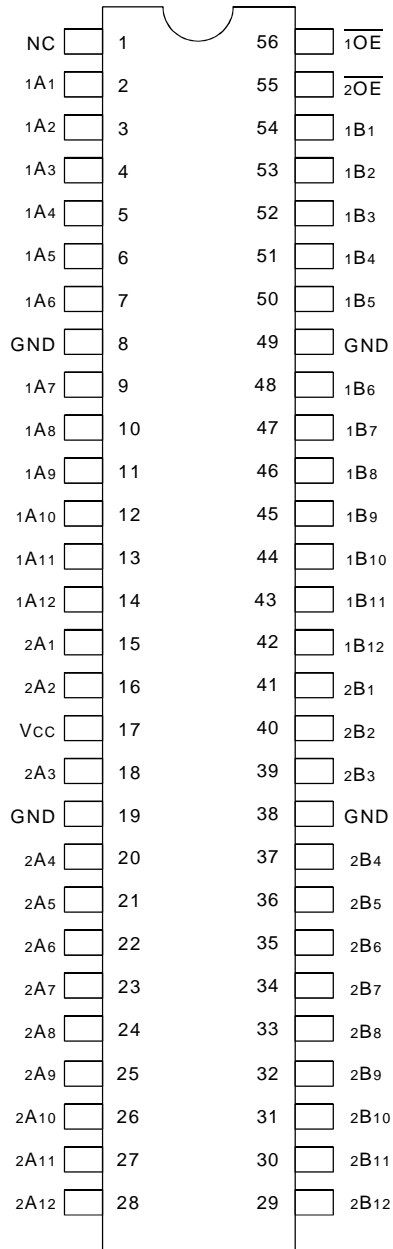 NC 1 56 1OE
1A1 2 55 2OE
1A2 3 54 1B1
1A3 4 53 1B2
1A4 5 52 1B3
1A5 6 51 1B4
1A6 7 50 1B5
GND 8 49 GND
1A7 9 48 1B6
1A8 10 47 1B7
1A9 11 46 1B8
1A10 12 45 1B9
1A11 13 44 1B10
1A12 14 43 1B11
2A1 15 42 1B12
2A2 16 41 2B1
VCC 17 40 2B2
2A3 18 39 2B3
GND 19 38 GND
2A4 20 37 2B4
2A5 21 36 2B5
2A6 22 35 2B6
2A7 23 34 2B7
2A8 24 33 2B8
2A9 25 32 2B9
2A10 26 31 2B10
2A11 27 30 2B11
2A12 28 29 2B12